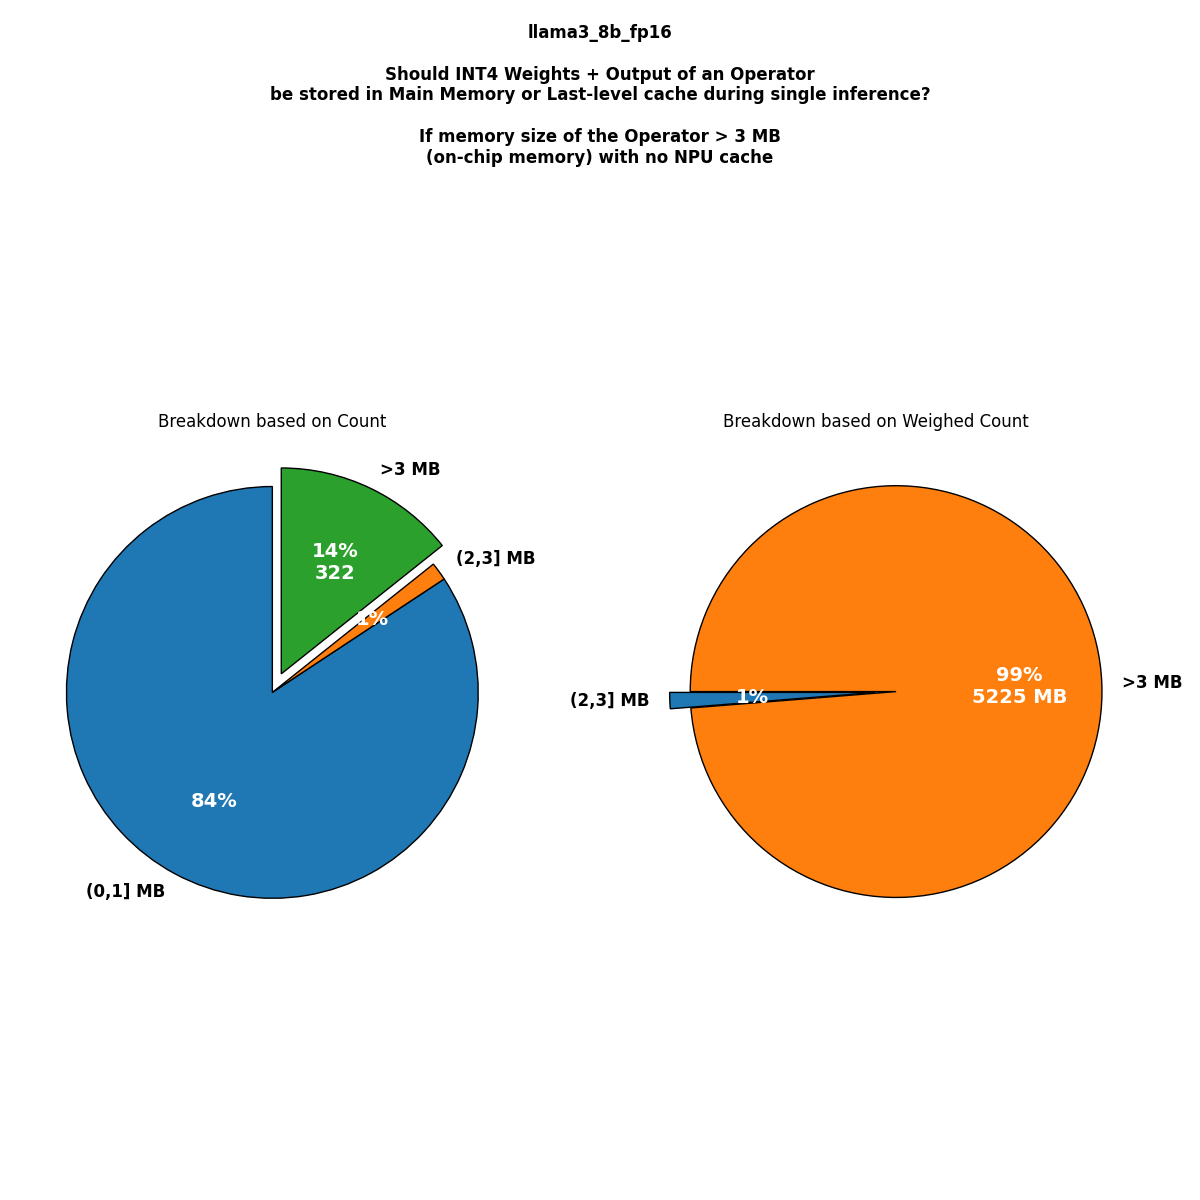 llama3_8b_fp16
Should INT4 Weights + Output of an Operator
be stored in Main Memory or Last-level cache during single inference?
If memory size of the Operator > 3 MB
(on-chip memory) with no NPU cache
Breakdown based on Count
>3 MB
14%
322
(2,3] MB
1%
84%
(0,1] MB
Breakdown based on Weighed Count
99%
5225 MB
>3 MB
(2,3] MB
1%